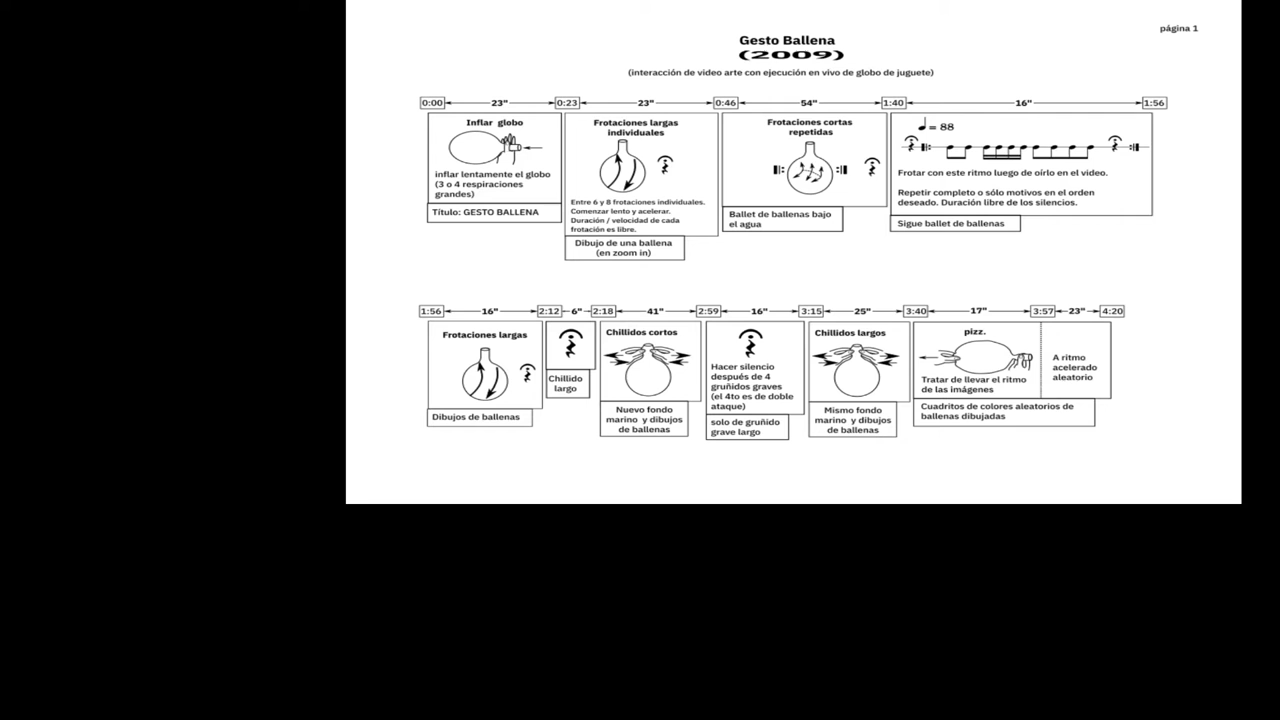 página 1
Gesto Ballena
(2009)
(interacción de video arte con ejecución en vivo de globo de juguete)
0:00 23" 0:23 23" 0:46 54" 1:40 16" 1:56
Inflar globo
inflar lentamente el globo
(3 o 4 respiraciones
grandes)
Título: GESTO BALLENA
Frotaciones largas
individuales
Entre 6 y 8 frotaciones individuales.
Comenzar lento y acelerar.
Duración / velocidad de cada
frotación es libre.
Dibujo de una ballena
(en zoom in)
Frotaciones cortas
repetidas
Ballet de ballenas bajo
el agua
= 88
Frotar con este ritmo luego de oírlo en el video.
Repetir completo o sólo motivos en el orden
deseado. Duración libre de los silencios.
Sigue ballet de ballenas
1:56 16" 2:12 6" 2:18 41" 2:59 16" 3:15 25" 3:40 17" 3:57 23" 4:20
Frotaciones largas
Dibujos de ballenas
Chillido
largo
Chillidos cortos
Nuevo fondo
marino y dibujos
de ballenas
Hacer silencio
después de 4
gruñidos graves
(el 4to es de doble
ataque)
solo de gruñido
grave largo
Chillidos largos
Mismo fondo
marino y dibujos
de ballenas
pizz.
Tratar de llevar el ritmo
de las imágenes
A ritmo
acelerado
aleatorio
Cuadritos de colores aleatorios de
ballenas dibujadas